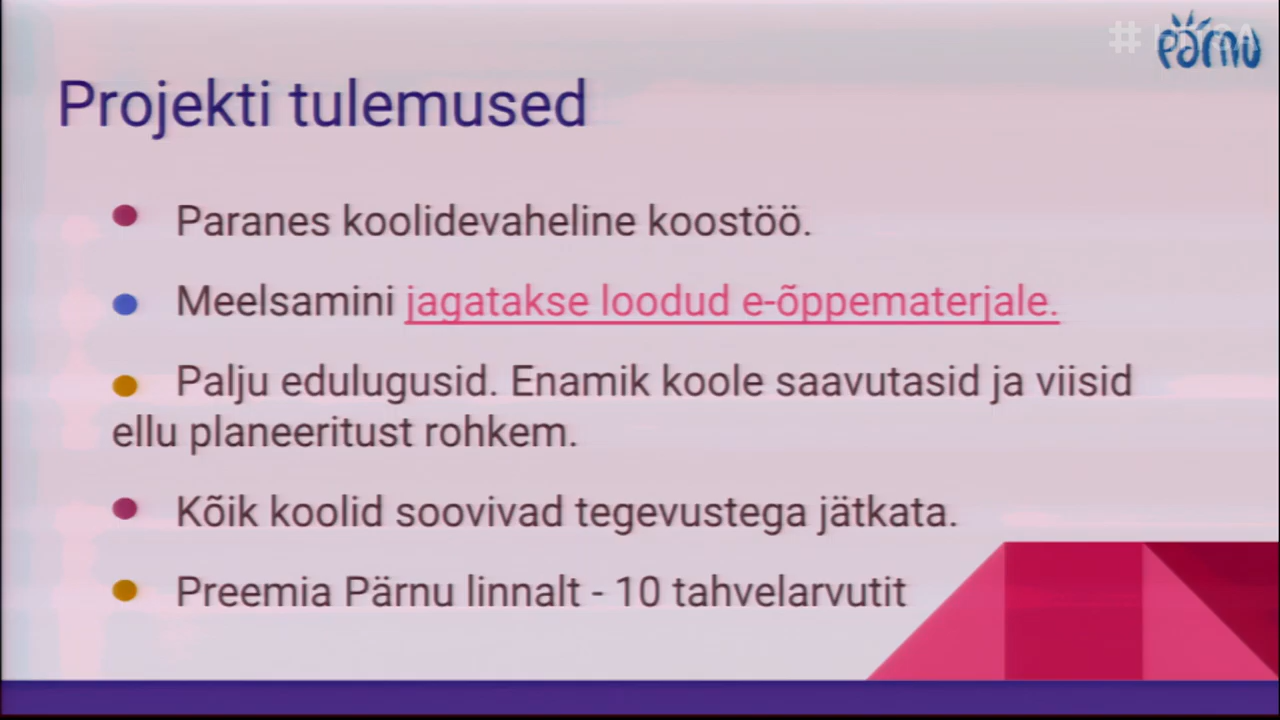 Pärnu
Projekti tulemused
Paranes koolidevaheline koostöö.
Meelsamini jagatakse loodud e-õppematerjale.
Palju edulugusid. Enamik koole saavutasid ja viisid
ellu planeeritust rohkem.
Kõik koolid soovivad tegevustega jätkata.
Preemia Pärnu linnalt - 10 tahvelarvutit